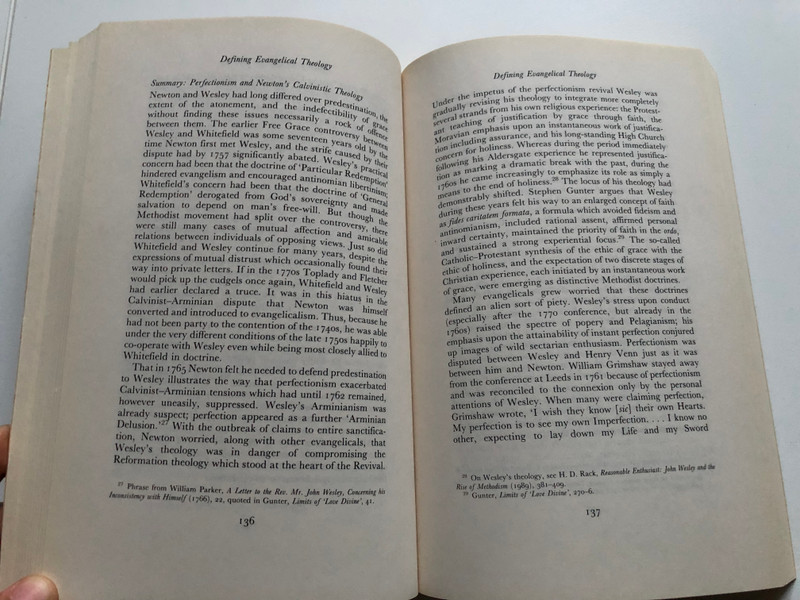 Defining Evangelical Theology
Summary: Perfectionism and Newton's Calvinistic Theology
Newton and Wesley had long differed over predestination, the
extent of the atonement, and the indefectibility of grace
without finding these issues necessarily a rock of offence
between them. The earlier Free Grace controversy between
Wesley and Whitefield was some seventeen years old by the
time Newton first met Wesley, and the strife caused by their
dispute had by 1757 significantly abated. Wesley's practical
concern had been that the doctrine of 'Particular Redemption'
hindered evangelism and encouraged antinomian libertinism;
Whitefield's concern had been that the doctrine of 'General
Redemption' derogated from God's sovereignty and made
salvation to depend on man's free-will. But though the
Methodist movement had split over the controversy, there
were still many cases of mutual affection and amicable
relations between individuals of opposing views. Just so did
Whitefield and Wesley continue for many years, despite the
expressions of mutual distrust which occasionally found their
way into private letters. If in the 1770s Toplady and Fletcher
would pick up the cudgels once again, Whitefield and Wesley
had earlier declared a truce. It was in this hiatus in the
Calvinist–Arminian dispute that Newton was himself
converted and introduced to evangelicalism. Thus, because he
had not been party to the contention of the 1740s, he was able
under the very different conditions of the late 1750s happily to
co-operate with Wesley even while being most closely allied to
Whitefield in doctrine.
That in 1765 Newton felt he needed to defend predestination
to Wesley illustrates the way that perfectionism exacerbated
Calvinist–Arminian tensions which had until 1762 remained,
however uneasily, suppressed. Wesley's Arminianism was
already suspect; perfection appeared as a further 'Arminian
Delusion.'27 With the outbreak of claims to entire sanctifica-
tion, Newton worried, along with other evangelicals, that
Wesley's theology was in danger of compromising the
Reformation theology which stood at the heart of the Revival.
27 Phrase from William Parker, A Letter to the Rev. Mr. John Wesley, Concerning his
Inconsistency with Himself (1766), 22, quoted in Gunter, Limits of 'Love Divine', 41.
136
Defining Evangelical Theology
Under the impetus of the perfectionism revival Wesley was
gradually revising his theology to integrate more completely
several strands from his own religious experience: the Protest-
ant teaching of justification by grace through faith, the
Moravian emphasis upon an instantaneous work of justifica-
tion including assurance, and his long-standing High Church
concern for holiness. Whereas during the period immediately
following his Aldersgate experience he represented justifica-
tion as marking a dramatic break with the past, during the
1760s he came increasingly to emphasize its role as simply a
means to the end of holiness.28 The locus of his theology had
demonstrably shifted. Stephen Gunter argues that Wesley
during these years felt his way to an enlarged concept of faith
as fides caritatem formata, a formula which avoided fideism and
antinomianism, included rational assent, affirmed personal
inward certainty, maintained the priority of faith in the ordo,
and sustained a strong experiential focus.29 The so-called
Catholic–Protestant synthesis of the ethic of grace with the
ethic of holiness, and the expectation of two discrete stages of
Christian experience, each initiated by an instantaneous work
of grace, were emerging as distinctive Methodist doctrines.
Many evangelicals grew worried that these doctrines
defined an alien sort of piety. Wesley's stress upon conduct
(especially after the 1770 conference, but already in the
1760s) raised the spectre of popery and Pelagianism; his
emphasis upon the attainability of instant perfection conjured
up images of wild sectarian enthusiasm. Perfectionism was
disputed between Wesley and Henry Venn just as it was
between him and Newton. William Grimshaw stayed away
from the conference at Leeds in 1761 because of perfectionism
and was reconciled to the connexion only by the personal
attentions of Wesley. When many were claiming perfection,
Grimshaw wrote, 'I wish they know [sic] their own Hearts.
My perfection is to see my own Imperfection. . . . I know no
other, expecting to lay down my Life and my Sword
28 On Wesley's theology, see H. D. Rack, Reasonable Enthusiast: John Wesley and the
Rise of Methodism (1989), 381–409.
29 Gunter, Limits of 'Love Divine', 270–6.
137